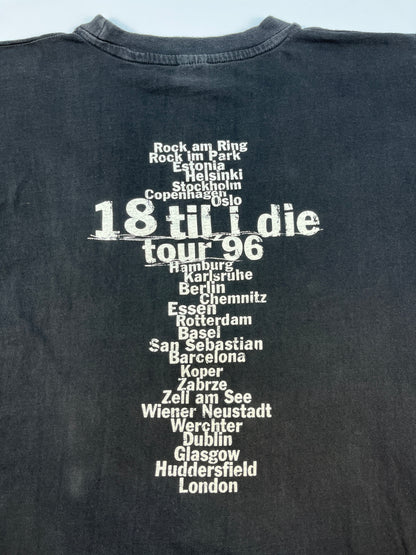 Rock am Ring
Rock im Park
Estonia
Helsinki
Stockholm
Copenhagen
Oslo
18 til i die
tour 96
Hamburg
Karlsruhe
Berlin
Chemnitz
Essen
Rotterdam
Basel
San Sebastian
Barcelona
Koper
Zabrze
Zell am See
Wiener Neustadt
Werchter
Dublin
Glasgow
Huddersfield
London